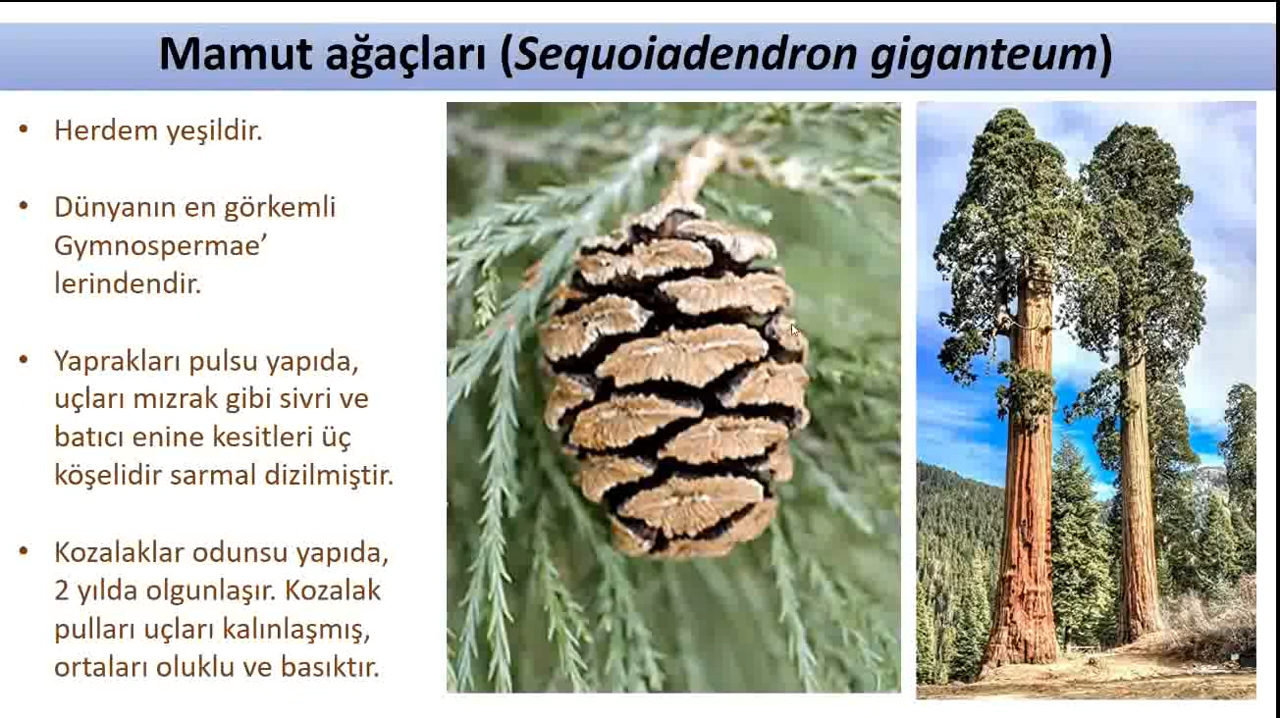 Mamut ağaçları (Sequoiadendron giganteum)
• Herdem yeşildir.
• Dünyanın en görkemli
Gymnospermae’
lerindendir.
• Yaprakları pulsu yapıda,
uçları mızrak gibi sivri ve
batıcı enine kesitleri üç
köşelidir sarmal dizilmiştir.
• Kozalaklar odunsu yapıda,
2 yılda olgunlaşır. Kozalak
pulları uçları kalınlaşmış,
ortaları oluklu ve basıktır.